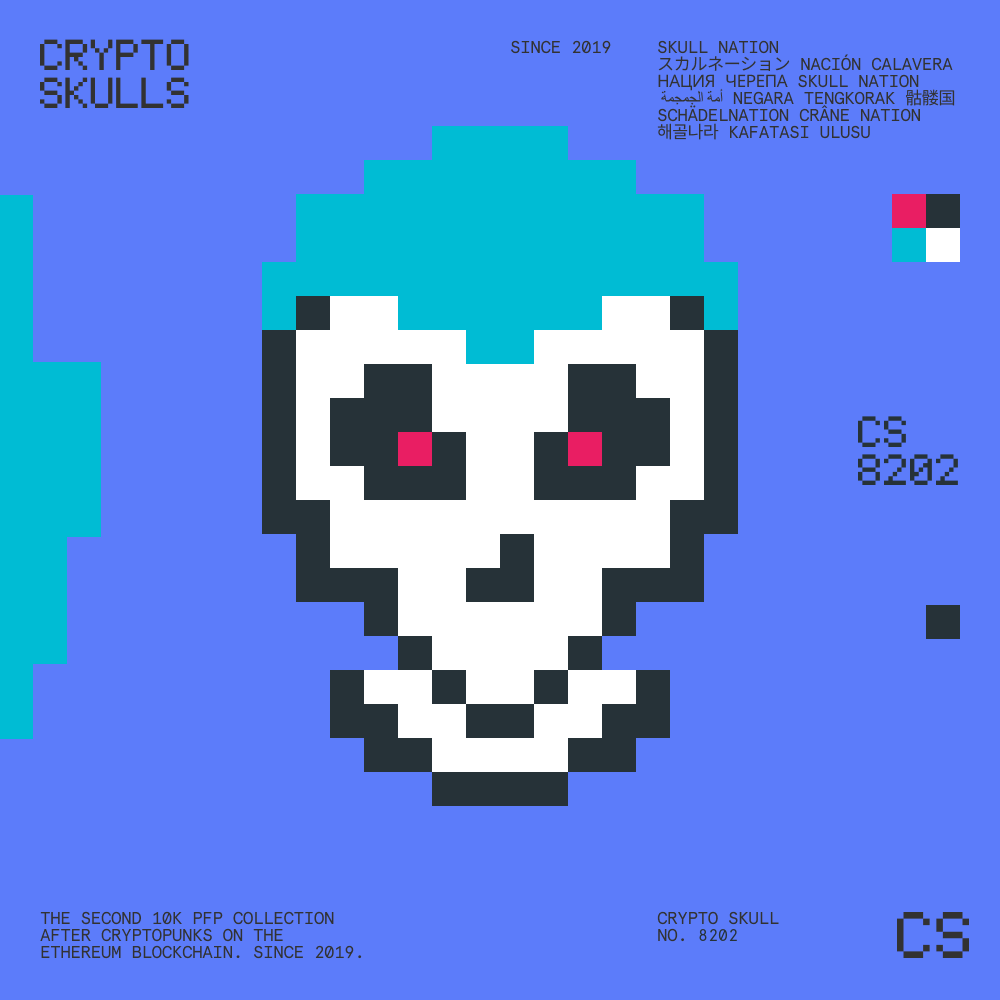 CRYPTO
SKULLS
SINCE 2019
SKULL NATION
スカルネーション NACIÓN CALAVERA
НАЦИЯ ЧЕРЕПА SKULL NATION
أمة الجمجمة NEGARA TENGKORAK 骷髅国
SCHÄDELNATION CRÂNE NATION
해골나라 KAFATASI ULUSU
CS
8202
THE SECOND 10K PFP COLLECTION
AFTER CRYPTOPUNKS ON THE
ETHEREUM BLOCKCHAIN. SINCE 2019.
CRYPTO SKULL
NO. 8202
CS